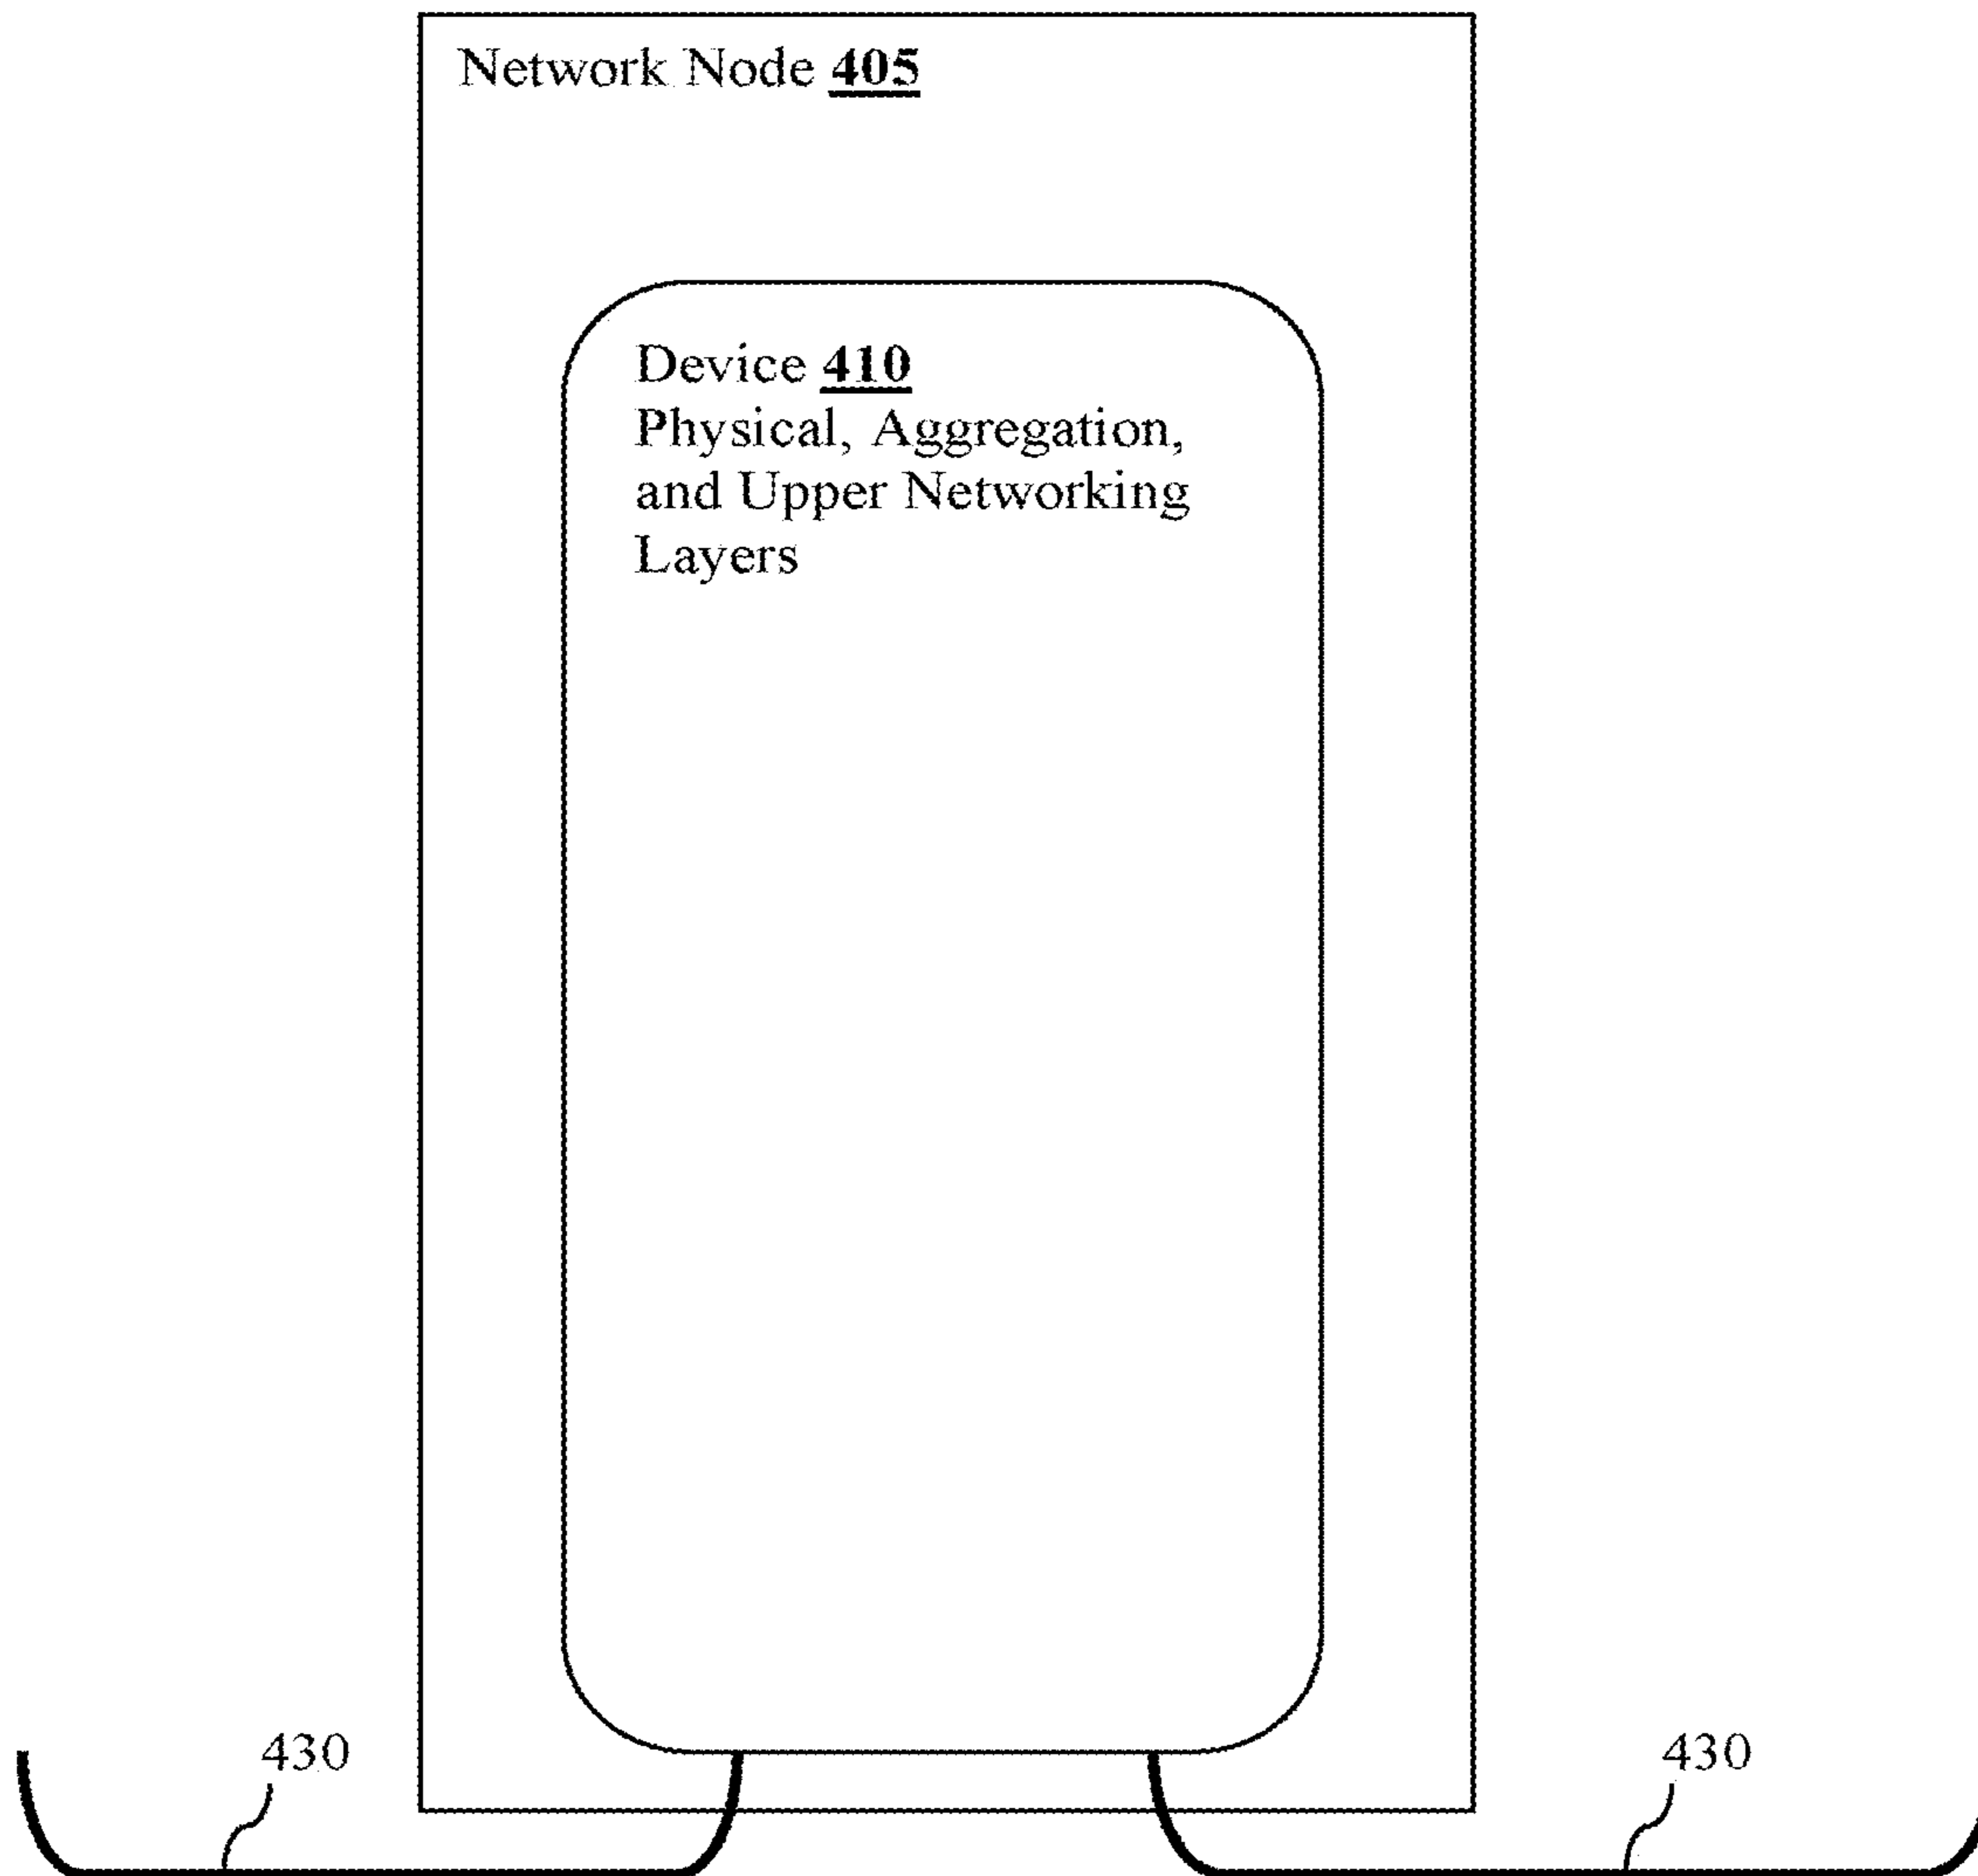 Network Node 405
Device 410
Physical, Aggregation,
and Upper Networking
Layers
430
430